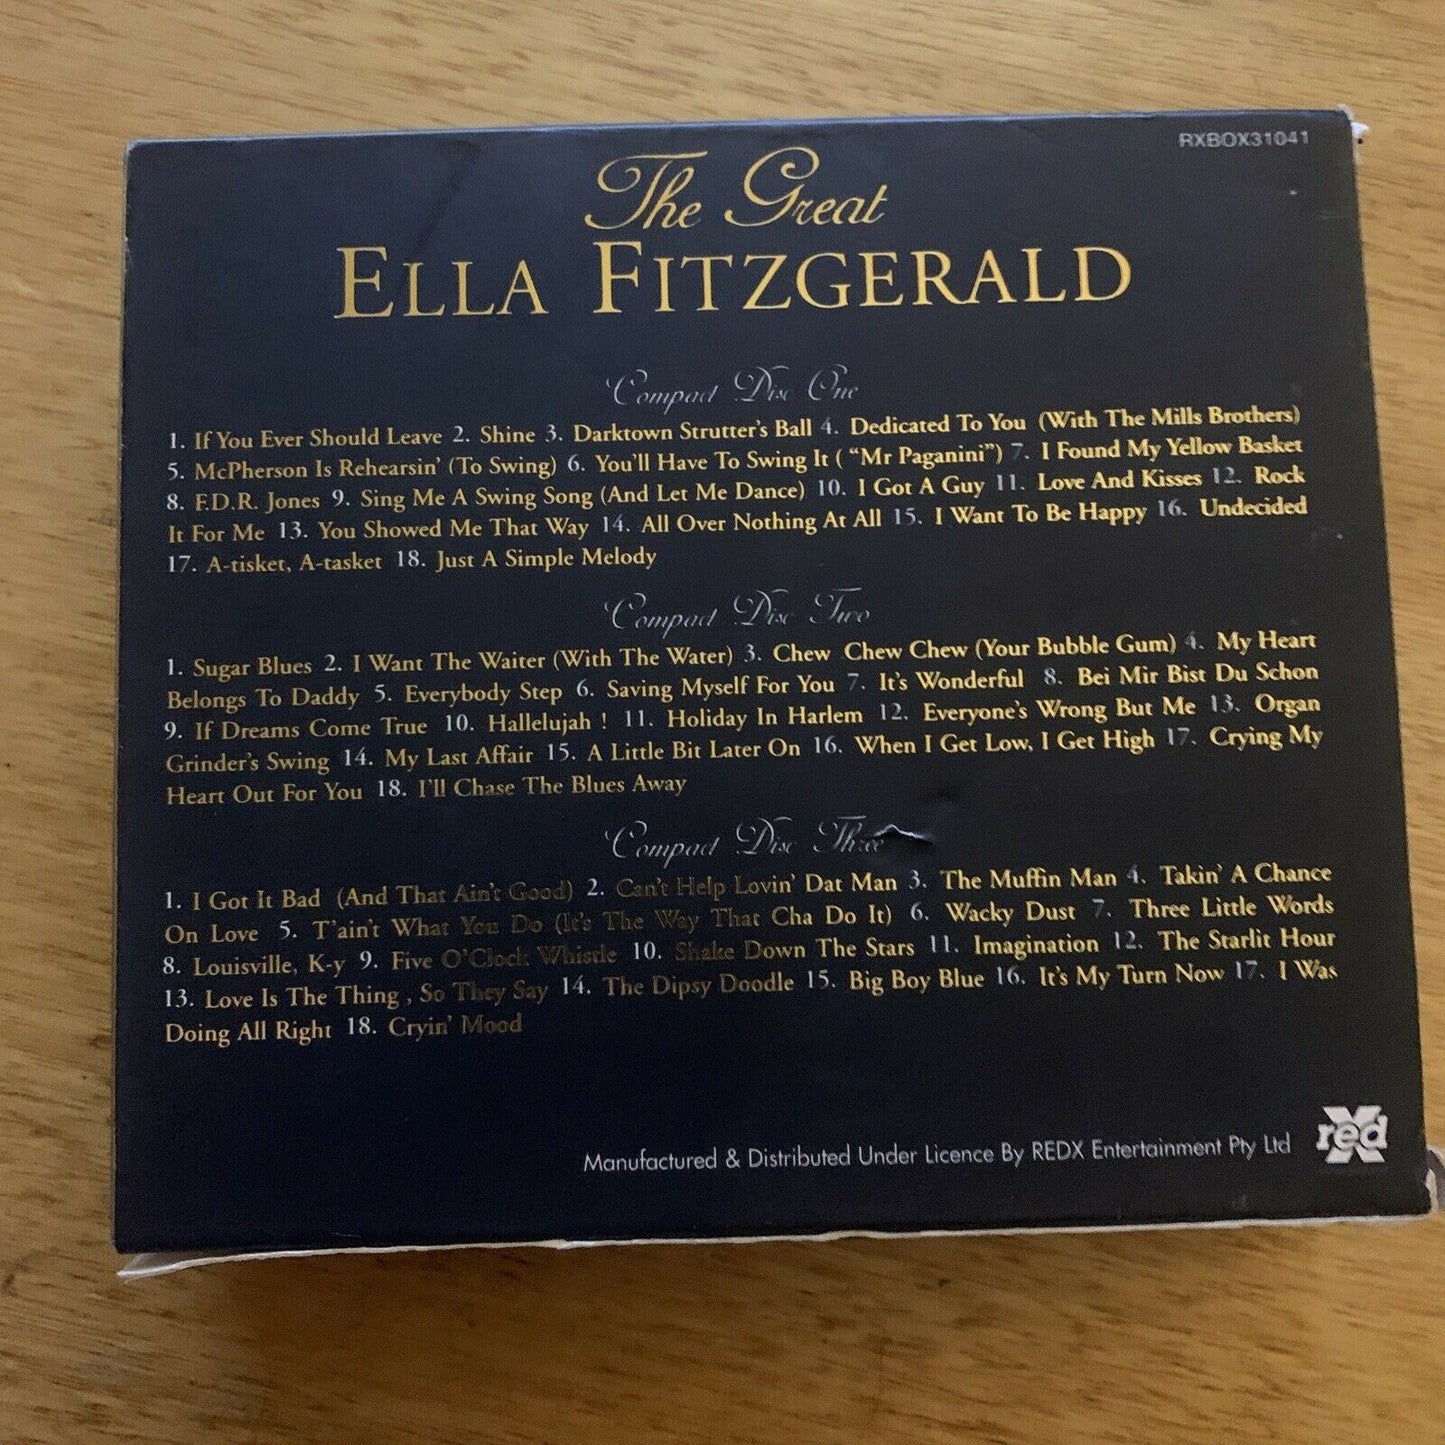 RXBOX31041
The Great
ELLA FITZGERALD
Compact Disc One
1. If You Ever Should Leave 2. Shine 3. Darktown Strutter's Ball 4. Dedicated To You (With The Mills Brothers)
5. McPherson Is Rehearsin' (To Swing) 6. You'll Have To Swing It ( “Mr Paganini”) 7. I Found My Yellow Basket
8. F.D.R. Jones 9. Sing Me A Swing Song (And Let Me Dance) 10. I Got A Guy 11. Love And Kisses 12. Rock
It For Me 13. You Showed Me That Way 14. All Over Nothing At All 15. I Want To Be Happy 16. Undecided
17. A-tisket, A-tasket 18. Just A Simple Melody
Compact Disc Two
1. Sugar Blues 2. I Want The Waiter (With The Water) 3. Chew Chew Chew (Your Bubble Gum) 4. My Heart
Belongs To Daddy 5. Everybody Step 6. Saving Myself For You 7. It's Wonderful 8. Bei Mir Bist Du Schon
9. If Dreams Come True 10. Hallelujah ! 11. Holiday In Harlem 12. Everyone's Wrong But Me 13. Organ
Grinder's Swing 14. My Last Affair 15. A Little Bit Later On 16. When I Get Low, I Get High 17. Crying My
Heart Out For You 18. I'll Chase The Blues Away
Compact Disc Three
1. I Got It Bad (And That Ain't Good) 2. Can't Help Lovin' Dat Man 3. The Muffin Man 4. Takin' A Chance
On Love 5. T'ain't What You Do (It's The Way That Cha Do It) 6. Wacky Dust 7. Three Little Words
8. Louisville, K-y 9. Five O'Clock Whistle 10. Shake Down The Stars 11. Imagination 12. The Starlit Hour
13. Love Is The Thing , So They Say 14. The Dipsy Doodle 15. Big Boy Blue 16. It's My Turn Now 17. I Was
Doing All Right 18. Cryin' Mood
Manufactured & Distributed Under Licence By REDX Entertainment Pty Ltd
red X